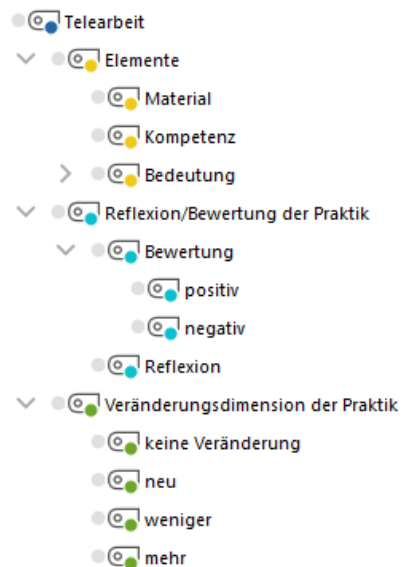 Telearbeit
Elemente
Material
Kompetenz
Bedeutung
Reflexion/Bewertung der Praktik
Bewertung
positiv
negativ
Reflexion
Veränderungsdimension der Praktik
keine Veränderung
neu
weniger
mehr